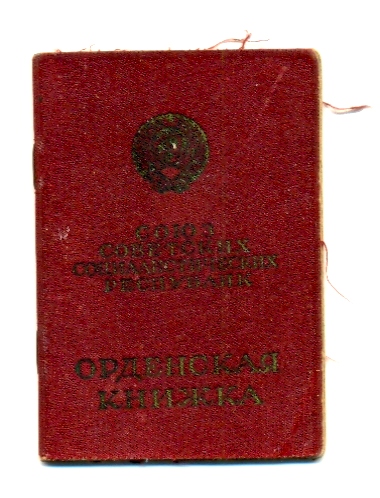 СОЮЗ
СОВЕТСКИХ
СОЦИАЛИСТИЧЕСКИХ
РЕСПУБЛИК
ОРДЕНСКАЯ
КНИЖКА